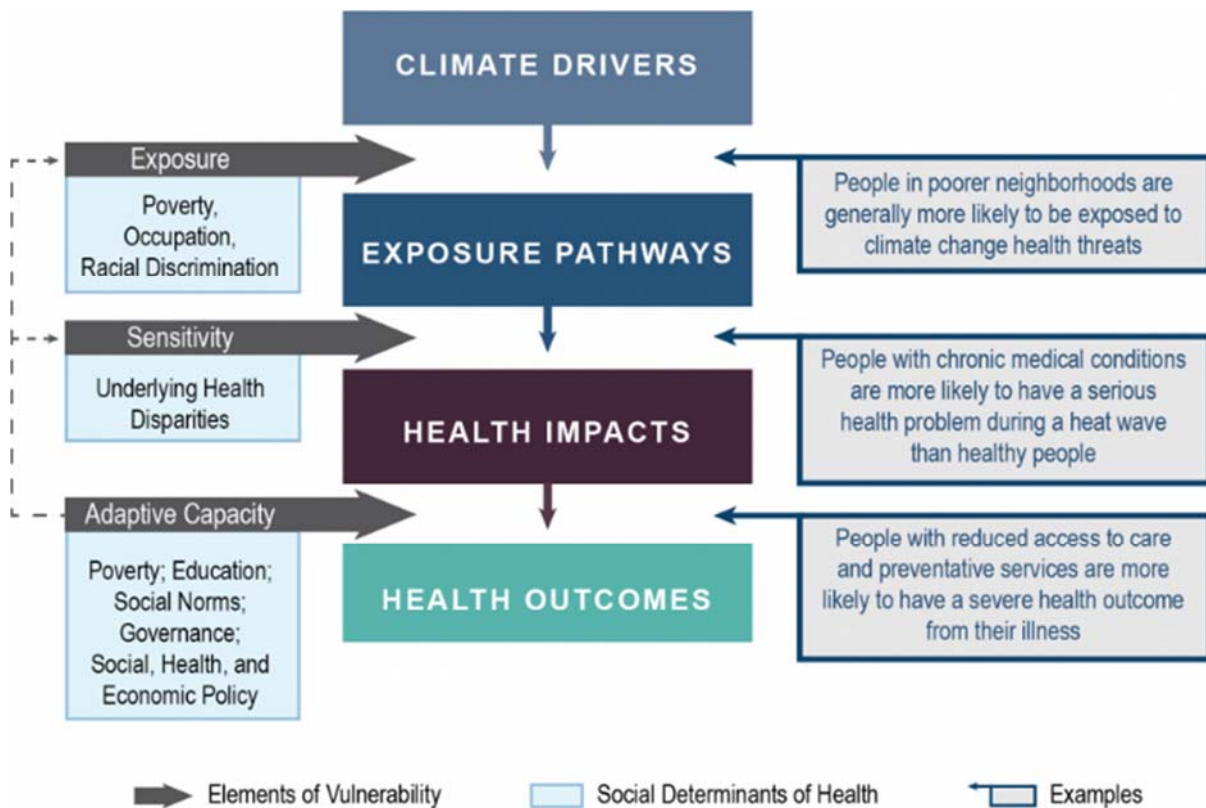 CLIMATE DRIVERS
Exposure
Poverty,
Occupation,
Racial Discrimination
People in poorer neighborhoods are
generally more likely to be exposed to
climate change health threats
EXPOSURE PATHWAYS
Sensitivity
Underlying Health
Disparities
People with chronic medical conditions
are more likely to have a serious
health problem during a heat wave
than healthy people
HEALTH IMPACTS
Adaptive Capacity
Poverty; Education;
Social Norms;
Governance;
Social, Health, and
Economic Policy
People with reduced access to care
and preventative services are more
likely to have a severe health outcome
from their illness
HEALTH OUTCOMES
Elements of Vulnerability
Social Determinants of Health
Examples